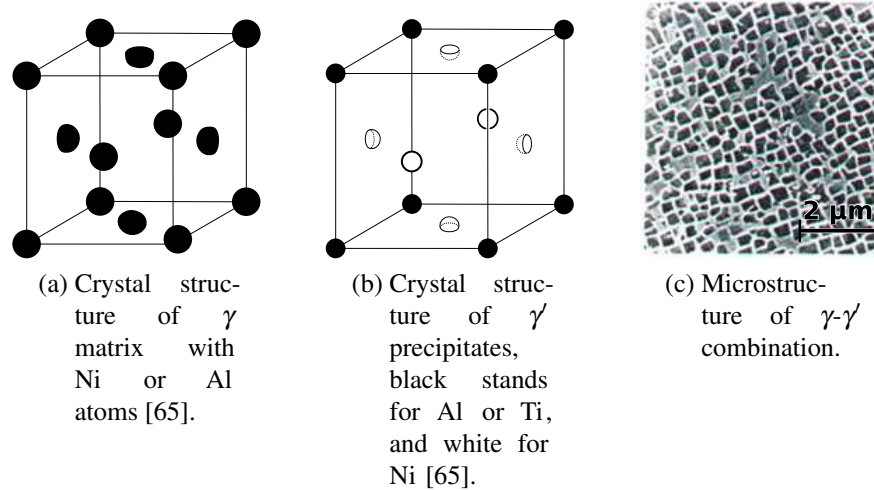 2 μm
(a) Crystal struc-
ture of γ
matrix with
Ni or Al
atoms [65].
(b) Crystal struc-
ture of γ′
precipitates,
black stands
for Al or Ti,
and white for
Ni [65].
(c) Microstruc-
ture of γ-γ′
combination.